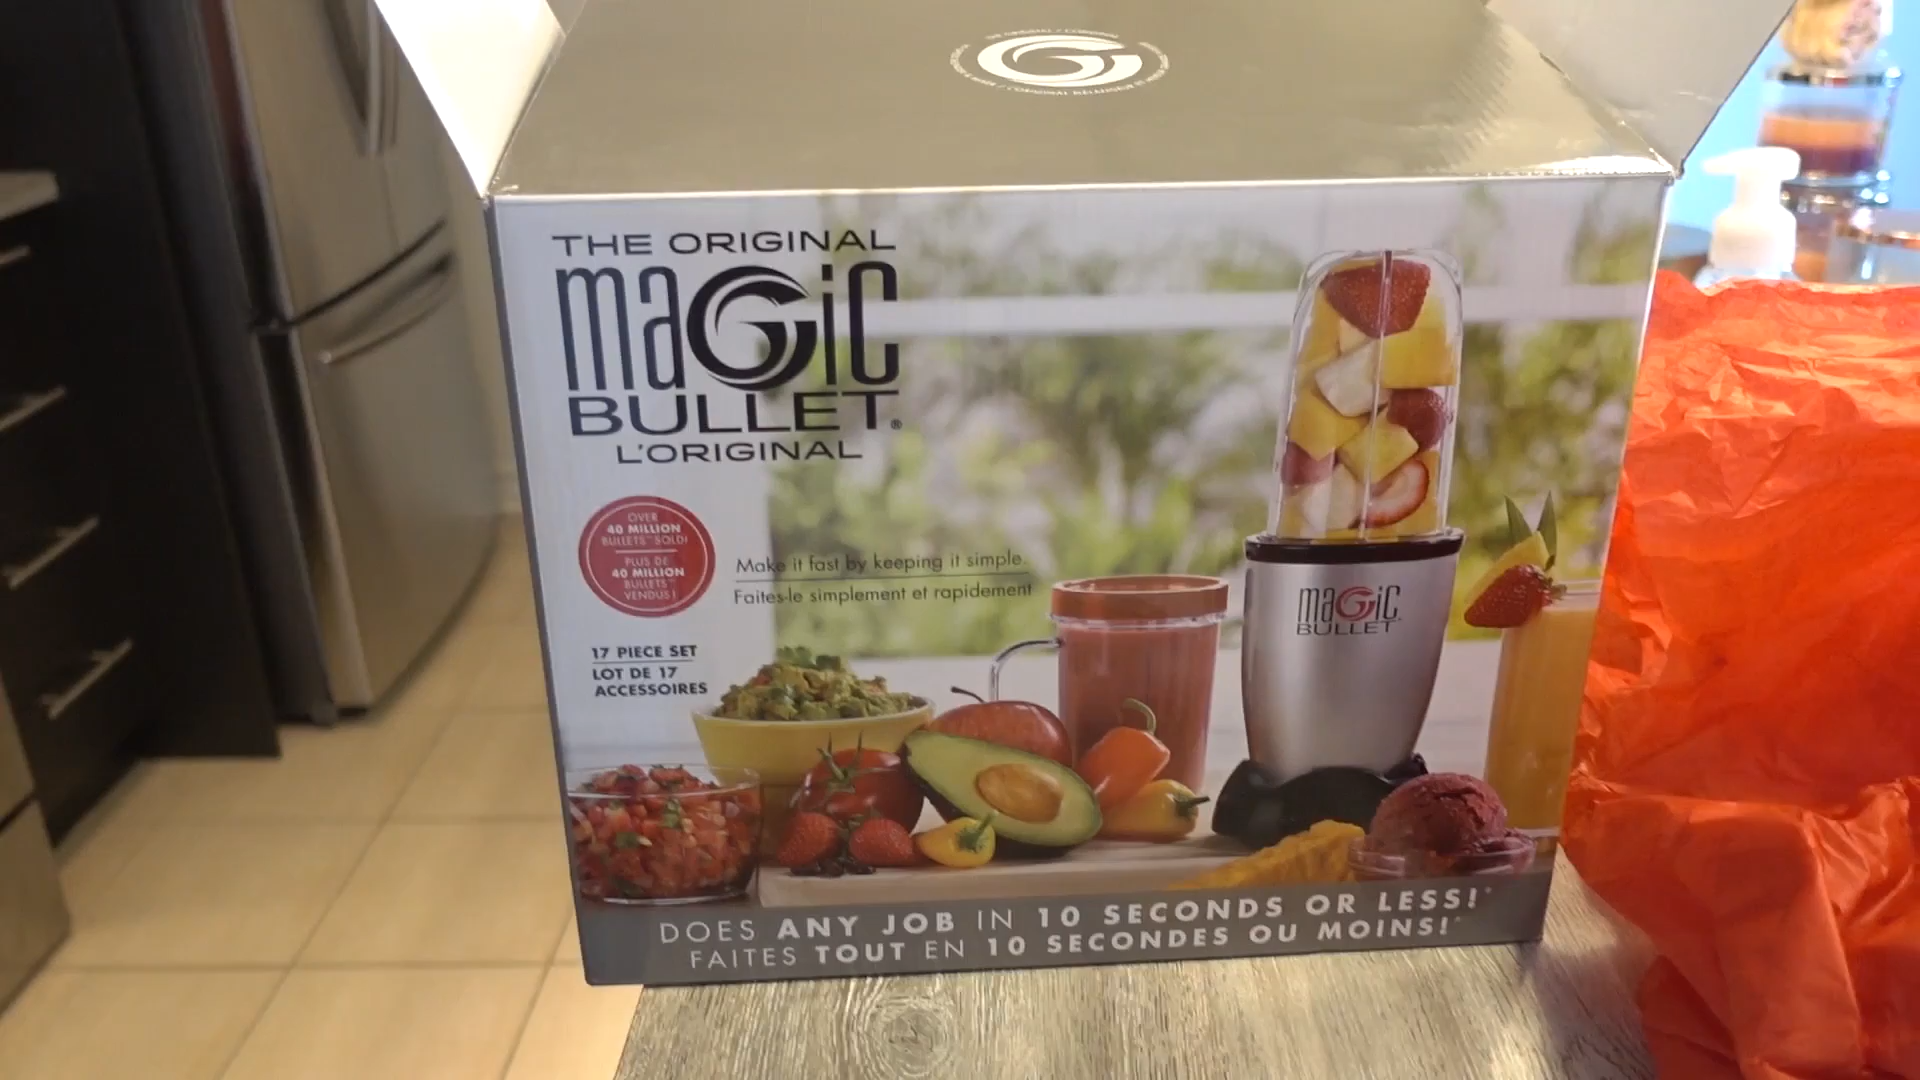 THE ORIGINAL
magic
BULLET®
L'ORIGINAL
OVER
40 MILLION
BULLETS™ SOLD!
PLUS DE
40 MILLION
BULLETS™
VENDUS!
Make it fast by keeping it simple.
Faites-le simplement et rapidement
17 PIECE SET
LOT DE 17
ACCESSOIRES
magic
BULLET
DOES ANY JOB IN 10 SECONDS OR LESS!*
FAITES TOUT EN 10 SECONDES OU MOINS!*